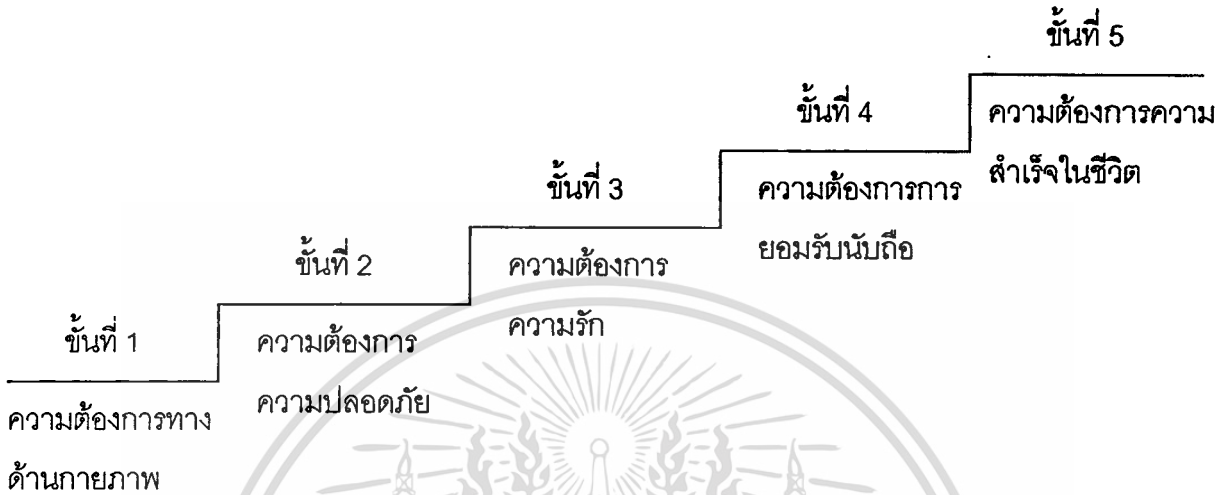 ขั้นที่ 1
ความต้องการทาง
ด้านกายภาพ
ขั้นที่ 2
ความต้องการ
ความปลอดภัย
ขั้นที่ 3
ความต้องการ
ความรัก
ขั้นที่ 4
ความต้องการการ
ยอมรับนับถือ
ขั้นที่ 5
ความต้องการความ
สำเร็จในชีวิต